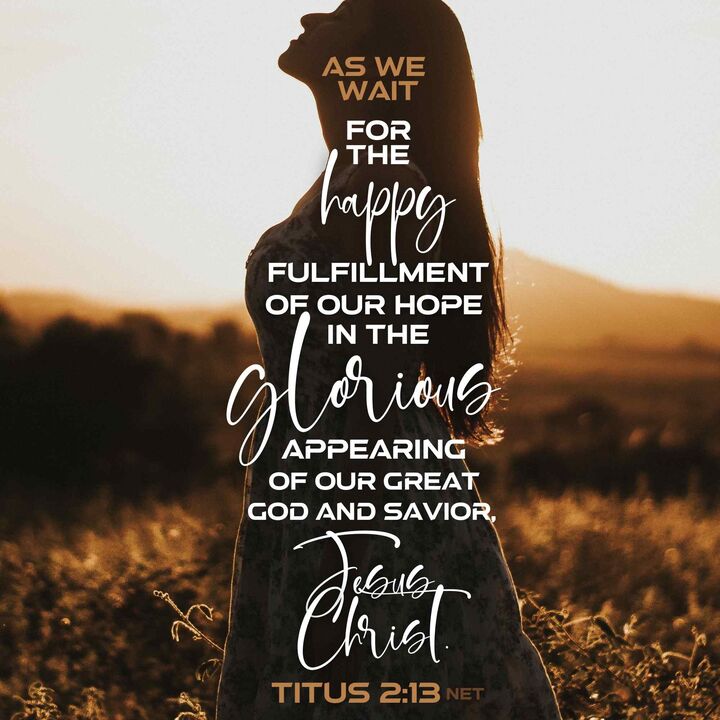 AS WE
WAIT
FOR
THE
happy
FULFILLMENT
OF OUR HOPE
IN THE
glorious
APPEARING
OF OUR GREAT
GOD AND SAVIOR,
Jesus
Christ.
TITUS 2:13 NET